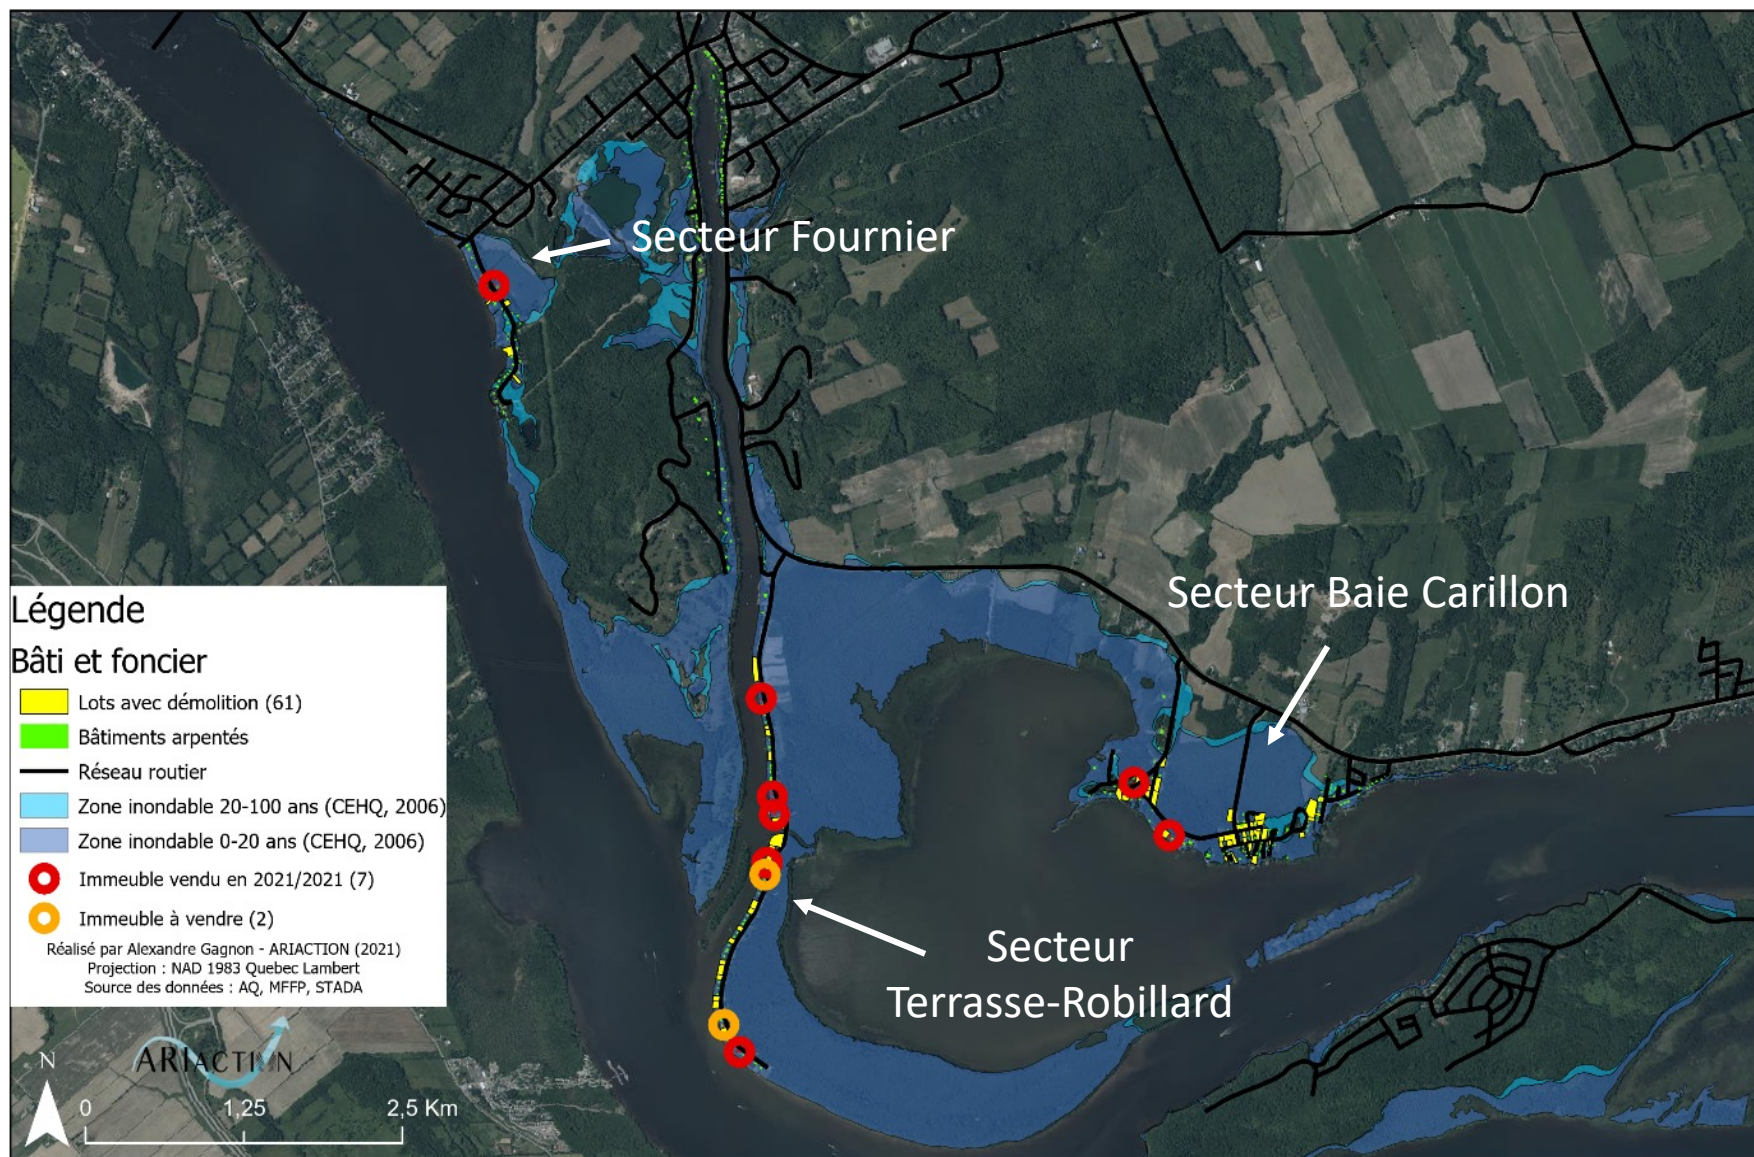 Secteur Fournier
Secteur Baie Carillon
Secteur
Terrasse-Robillard
Légende
Bâti et foncier
Lots avec démolition (61)
Bâtiments arpentés
Réseau routier
Zone inondable 20-100 ans (CEHQ, 2006)
Zone inondable 0-20 ans (CEHQ, 2006)
Immeuble vendu en 2021/2021 (7)
Immeuble à vendre (2)
Réalisé par Alexandre Gagnon - ARIACTION (2021)
Projection : NAD 1983 Quebec Lambert
Source des données : AQ, MFFP, STADA
ARIACTION
N
0 1,25 2,5 Km